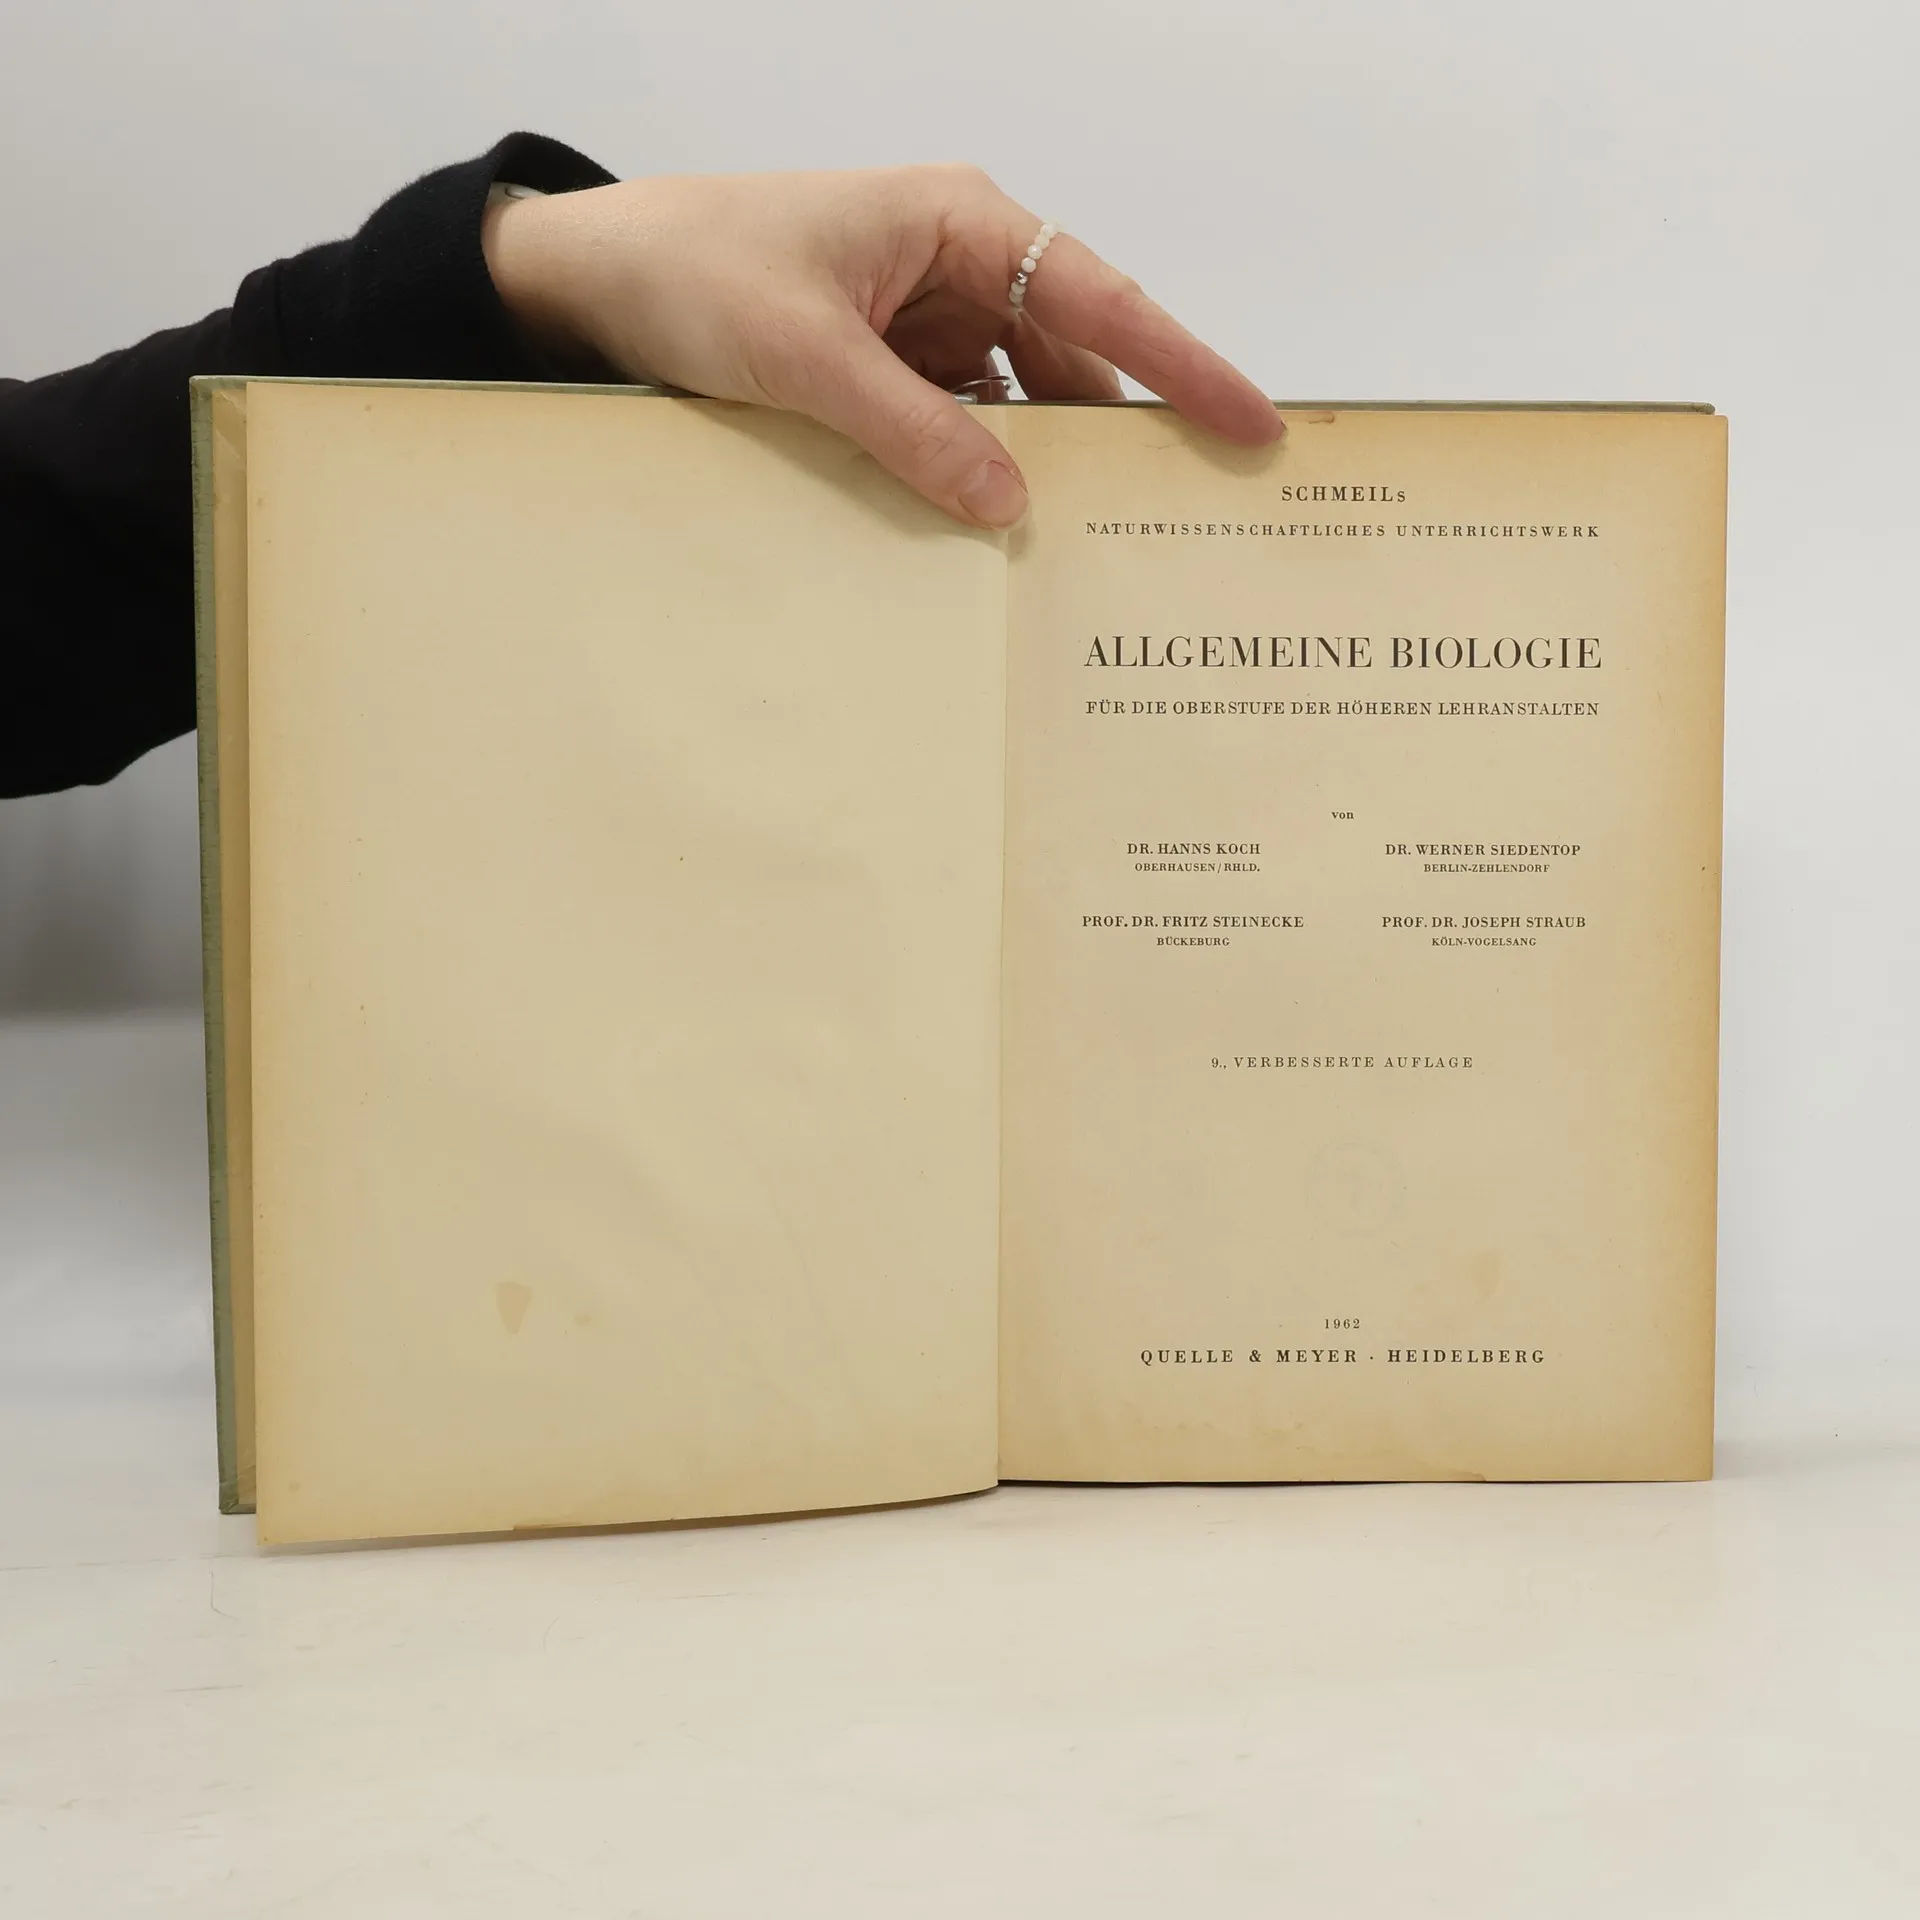 SCHMEILs
NATURWISSENSCHAFTLICHES UNTERRICHTSWERK
ALLGEMEINE BIOLOGIE
FÜR DIE OBERSTUFE DER HÖHEREN LEHRANSTALTEN
von
DR. HANNS KOCH
OBERHAUSEN/RHLD.
DR. WERNER SIEDENTOP
BERLIN-ZEHLENDORF
PROF. DR. FRITZ STEINECKE
BÜCKEBURG
PROF. DR. JOSEPH STRAUB
KÖLN-VOGELSANG
9., VERBESSERTE AUFLAGE
1962
QUELLE & MEYER · HEIDELBERG